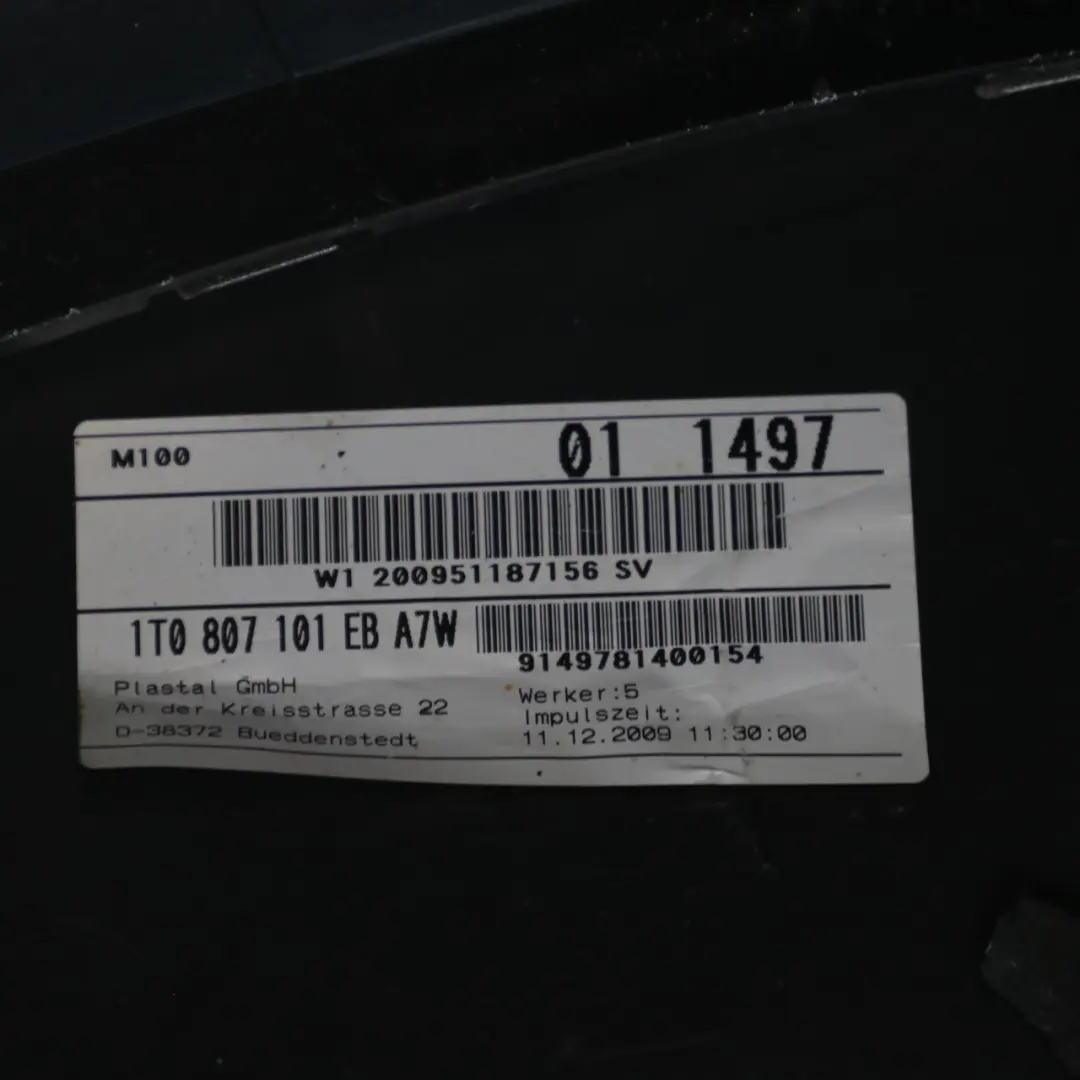 M100 01 1497
W1 200951187156 SV
1T0 807 101 EB A7W
9149781400154
Plastal GmbH
An der Kreisstrasse 22
D-38372 Bueddenstedt
Werker:5
Impulszeit:
11.12.2009 11:30:00